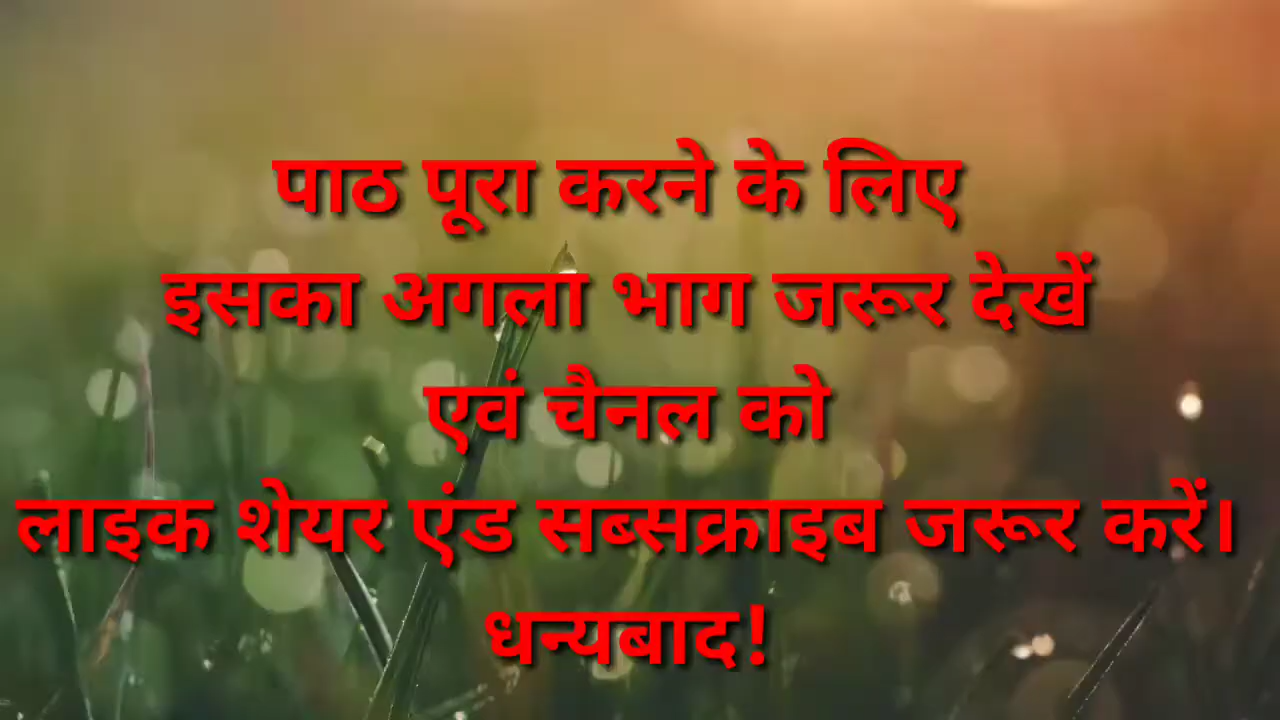 पाठ पूरा करने के लिए
इसका अगला भाग जरूर देखें
एवं चैनल को
लाइक शेयर एंड सब्सक्राइब जरूर करें।
धन्यबाद!